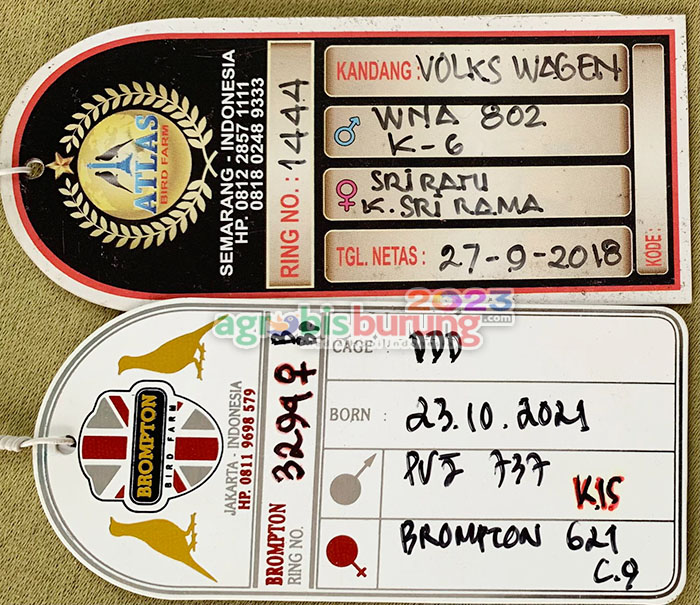 ATLAS
BIRD FARM
SEMARANG - INDONESIA
HP. 0812 2857 1111
0818 0248 9333
RING NO. : 1444
KANDANG : VOLKS WAGEN
♂ WNA 802
K-6
♀ SRI RATU
K. SRI RAMA
TGL. NETAS : 27-9-2018
KODE :
agrobisburung 2023
BROMPTON
BIRD FARM
JAKARTA - INDONESIA
HP. 0811 9698 579
BROMPTON
RING NO.
CAGE : DDD
BORN : 23.10.2021
♂ PVJ 737
K.15
♀ BROMPTON 621
C.9